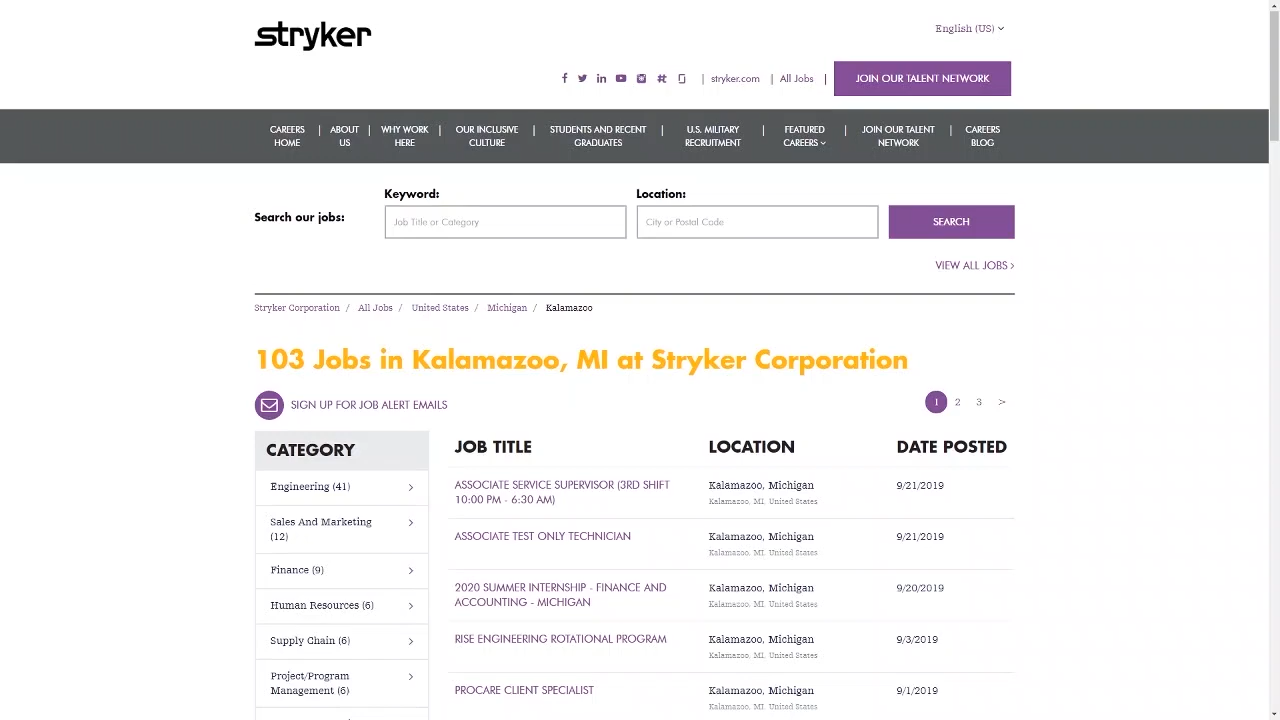 stryker
English (US)
| stryker.com | All Jobs |
JOIN OUR TALENT NETWORK
CAREERS HOME | ABOUT US | WHY WORK HERE | OUR INCLUSIVE CULTURE | STUDENTS AND RECENT GRADUATES | U.S. MILITARY RECRUITMENT | FEATURED CAREERS | JOIN OUR TALENT NETWORK | CAREERS BLOG
Search our jobs:
Keyword:
Job Title or Category
Location:
City or Postal Code
SEARCH
VIEW ALL JOBS >
Stryker Corporation / All Jobs / United States / Michigan / Kalamazoo
103 Jobs in Kalamazoo, MI at Stryker Corporation
SIGN UP FOR JOB ALERT EMAILS
1 2 3 >
CATEGORY
Engineering (41)
Sales And Marketing
(12)
Finance (9)
Human Resources (6)
Supply Chain (6)
Project/Program
Management (6)
JOB TITLE LOCATION DATE POSTED
ASSOCIATE SERVICE SUPERVISOR (3RD SHIFT
10:00 PM - 6:30 AM)
Kalamazoo, Michigan
Kalamazoo, MI, United States
9/21/2019
ASSOCIATE TEST ONLY TECHNICIAN
Kalamazoo, Michigan
Kalamazoo, MI, United States
9/21/2019
2020 SUMMER INTERNSHIP - FINANCE AND
ACCOUNTING - MICHIGAN
Kalamazoo, Michigan
Kalamazoo, MI, United States
9/20/2019
RISE ENGINEERING ROTATIONAL PROGRAM
Kalamazoo, Michigan
Kalamazoo, MI, United States
9/3/2019
PROCARE CLIENT SPECIALIST
Kalamazoo, Michigan
Kalamazoo, MI, United States
9/1/2019